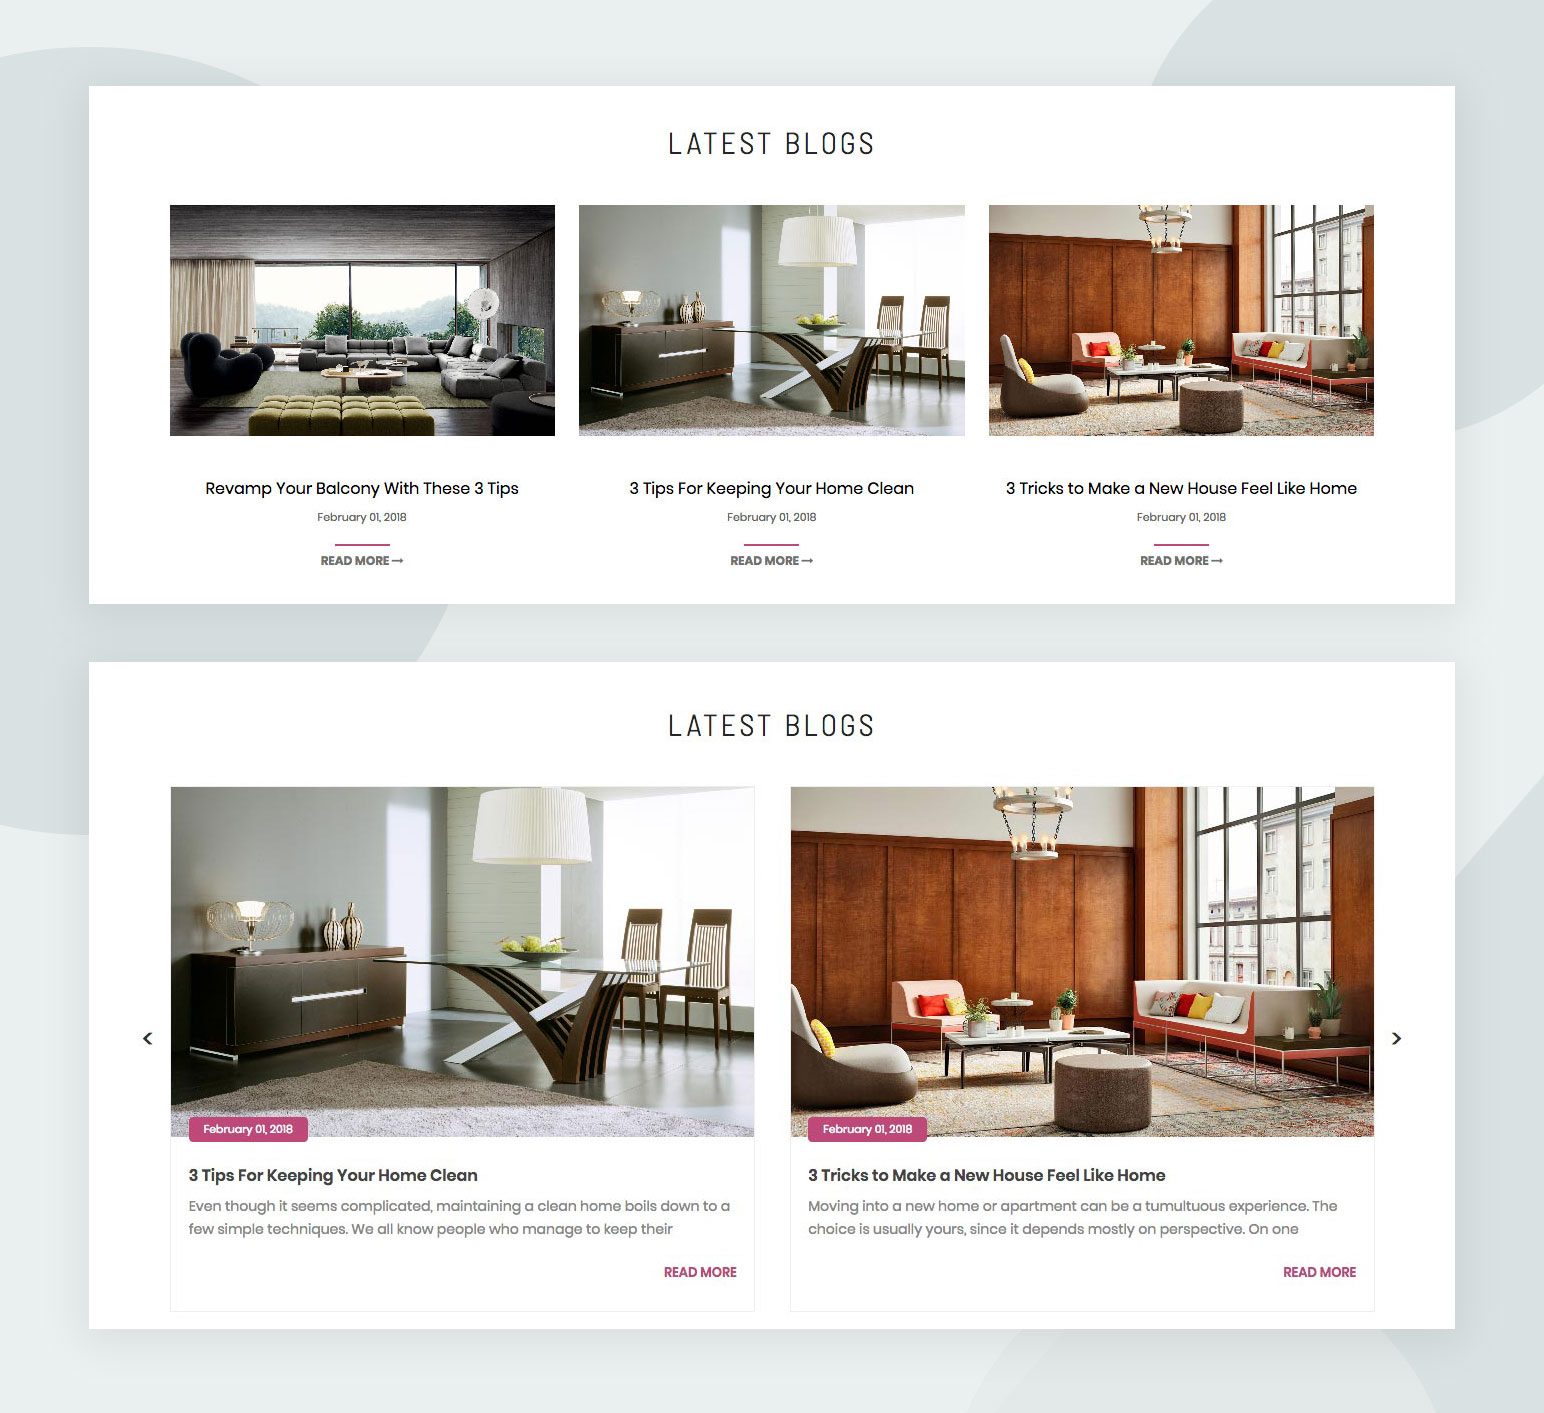 LATEST BLOGS
Revamp Your Balcony With These 3 Tips
February 01, 2018
READ MORE →
3 Tips For Keeping Your Home Clean
February 01, 2018
READ MORE →
3 Tricks to Make a New House Feel Like Home
February 01, 2018
READ MORE →
LATEST BLOGS
<
February 01, 2018
3 Tips For Keeping Your Home Clean
Even though it seems complicated, maintaining a clean home boils down to a
few simple techniques. We all know people who manage to keep their
READ MORE
February 01, 2018
3 Tricks to Make a New House Feel Like Home
Moving into a new home or apartment can be a tumultuous experience. The
choice is usually yours, since it depends mostly on perspective. On one
READ MORE
>